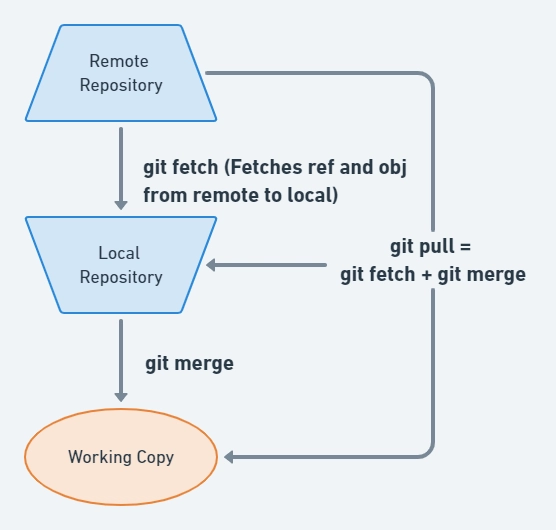 Remote
Repository
git fetch (Fetches ref and obj
from remote to local)
Local
Repository
git pull =
git fetch + git merge
git merge
Working Copy